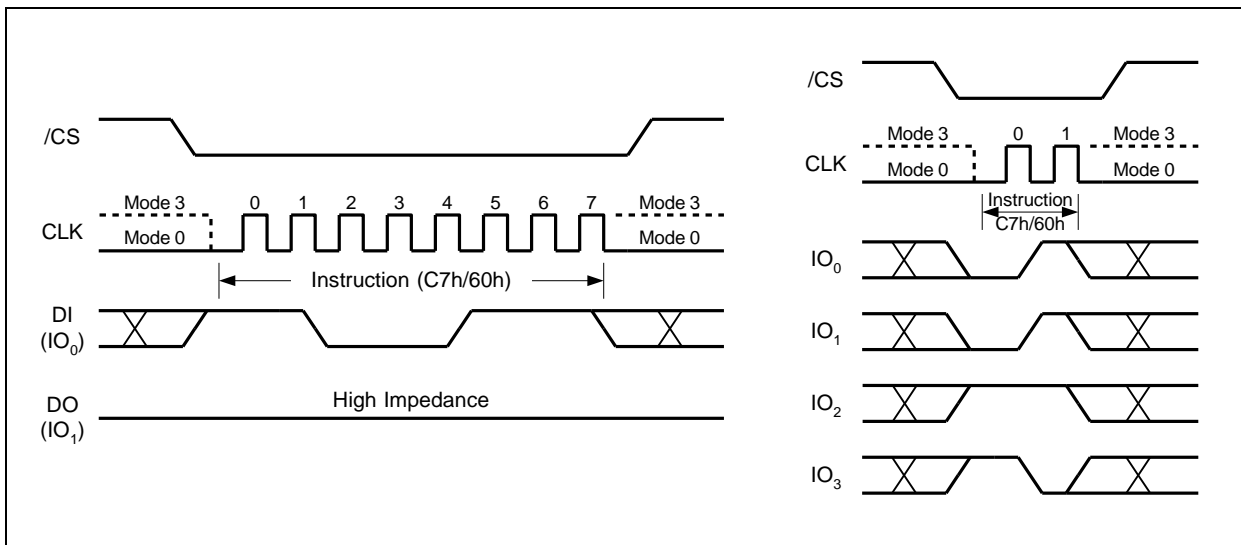 /CS
Mode 3 0 1 2 3 4 5 6 7 Mode 3
CLK Mode 0 Mode 0
Instruction (C7h/60h)
DI
(IO0)
High Impedance
DO
(IO1)
/CS
Mode 3 0 1 Mode 3
CLK Mode 0 Mode 0
Instruction
C7h/60h
IO0
IO1
IO2
IO3